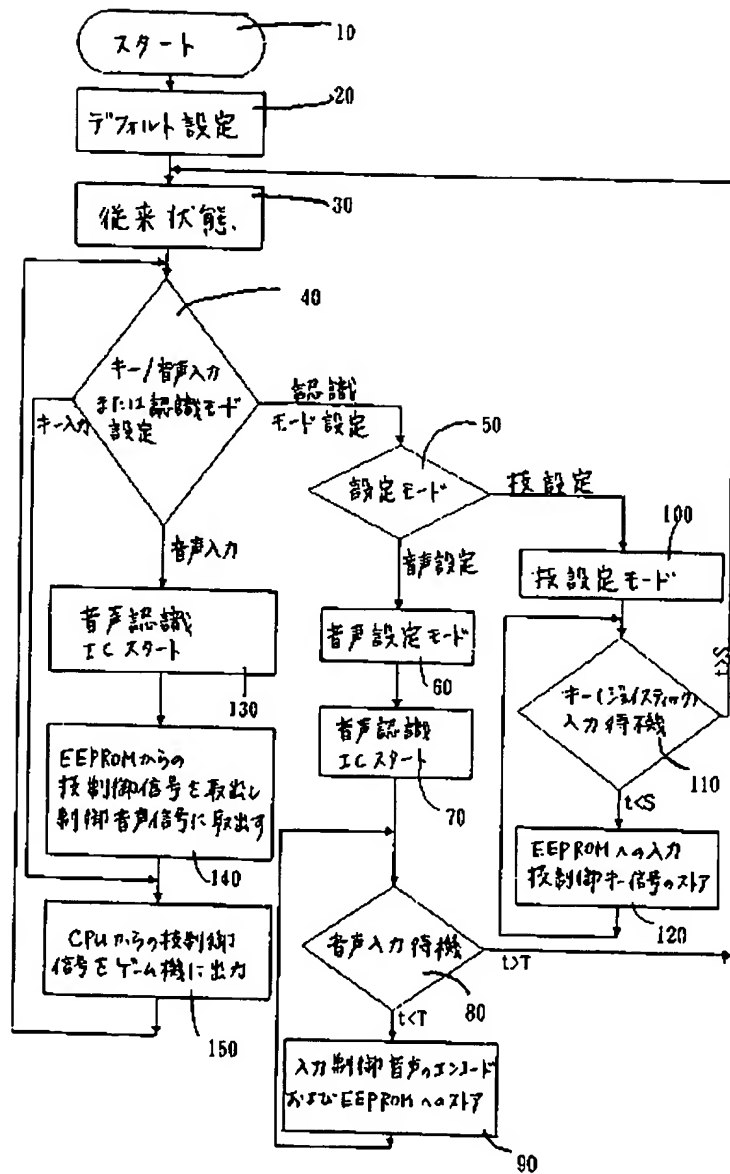 スタート
10
デフォルト設定
20
従来状態
30
キー/音声入力
または認識モード
設定
40
キー入力
認識
モード設定
音声入力
設定モード
50
技設定
音声設定
技設定モード
100
音声認識
ICスタート
130
音声設定モード
60
キー(ジョイスティック)
入力待機
110
t>S
t<S
音声認識
ICスタート
70
EEPROMからの
技制御信号を取出し
制御音声信号に取出す
140
EEPROMへの入力
技制御キー信号のストア
120
CPUからの技制御
信号をゲーム機に出力
150
音声入力待機
80
t>T
t<T
入力制御音声のエンコード
およびEEPROMへのストア
90